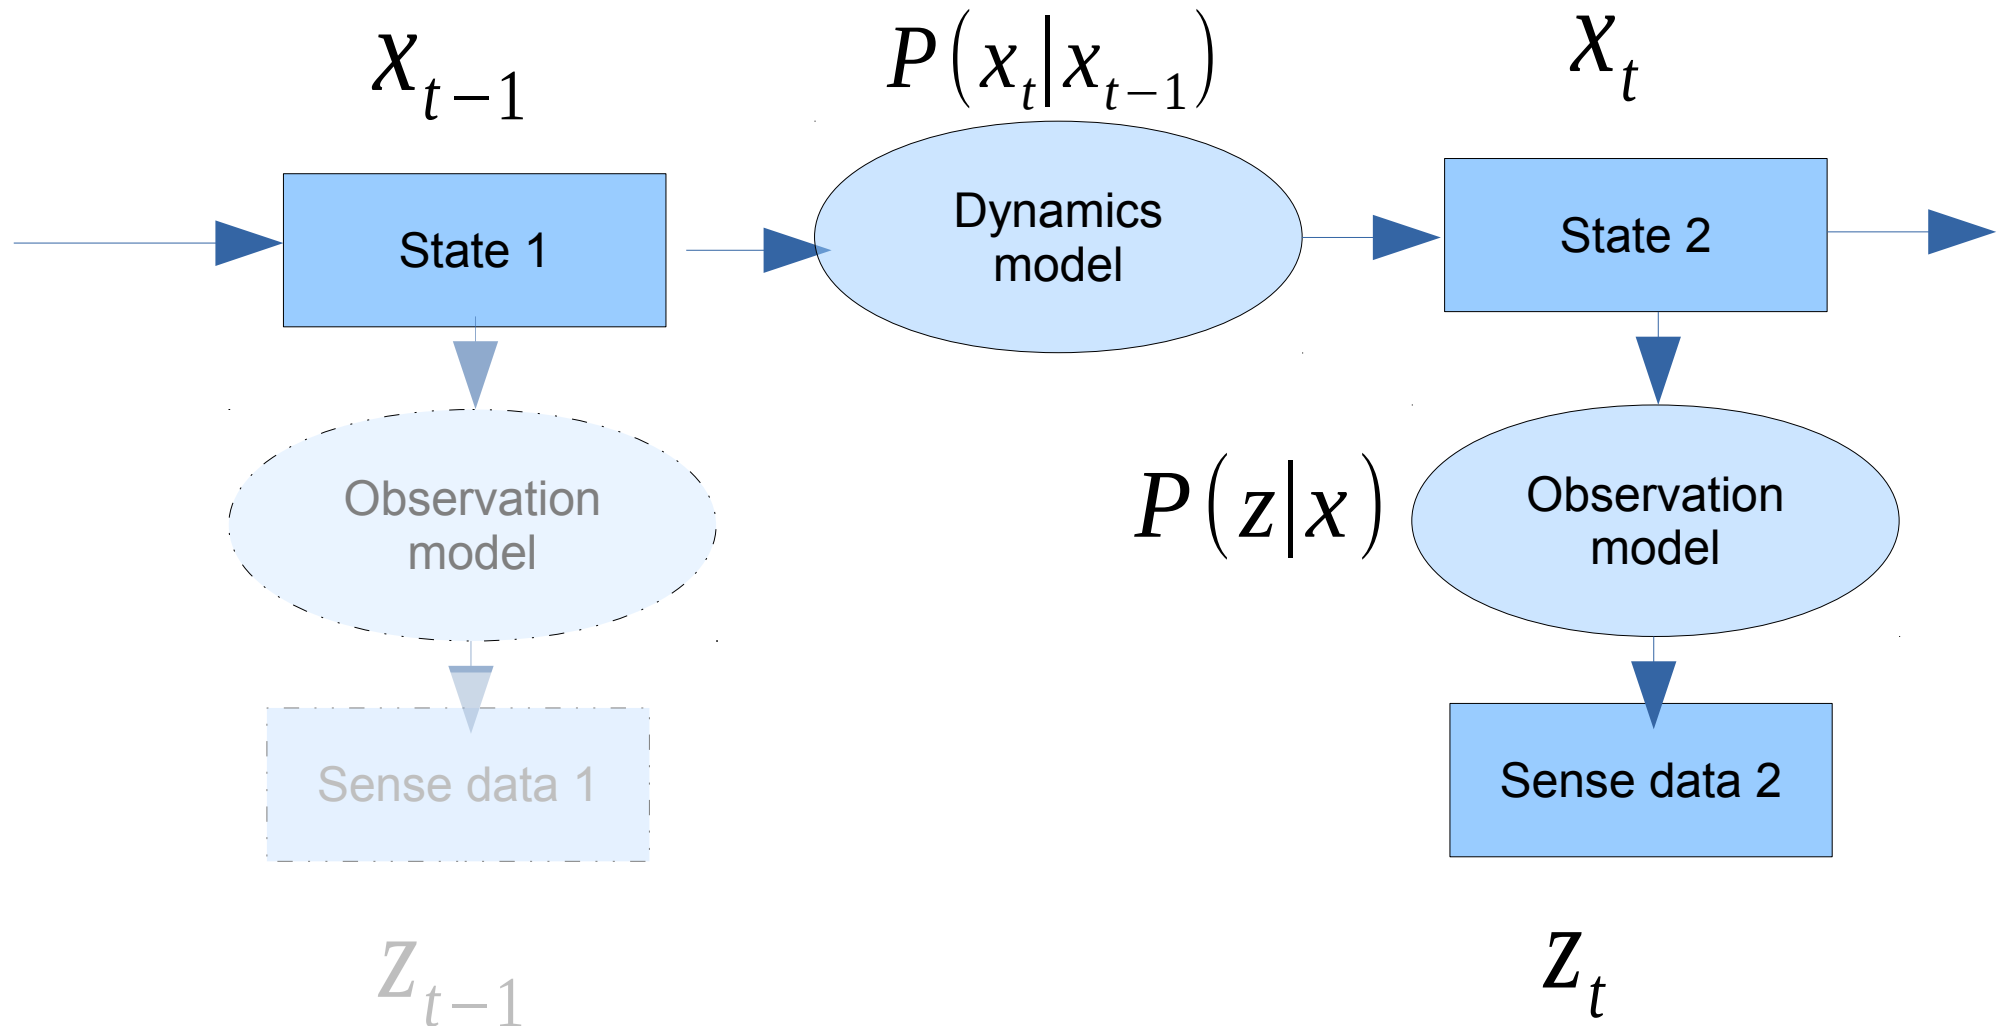 x_{t−1}
P(x_t|x_{t−1})
x_t
State 1
Dynamics
model
State 2
Observation
model
P(z|x)
Observation
model
Sense data 1
Sense data 2
z_{t−1}
z_t